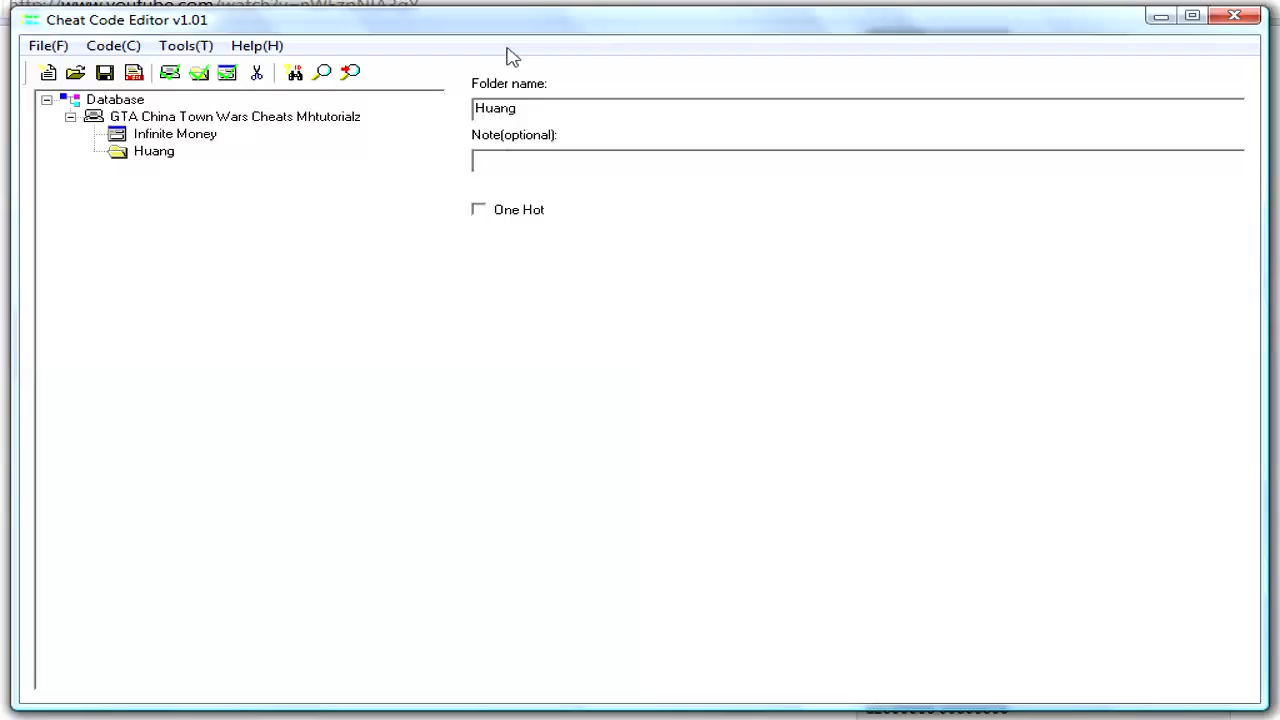 Cheat Code Editor v1.01
File(F) Code(C) Tools(T) Help(H)
Database
GTA China Town Wars Cheats Mhtutorialz
Infinite Money
Huang
Folder name:
Huang
Note(optional):
One Hot